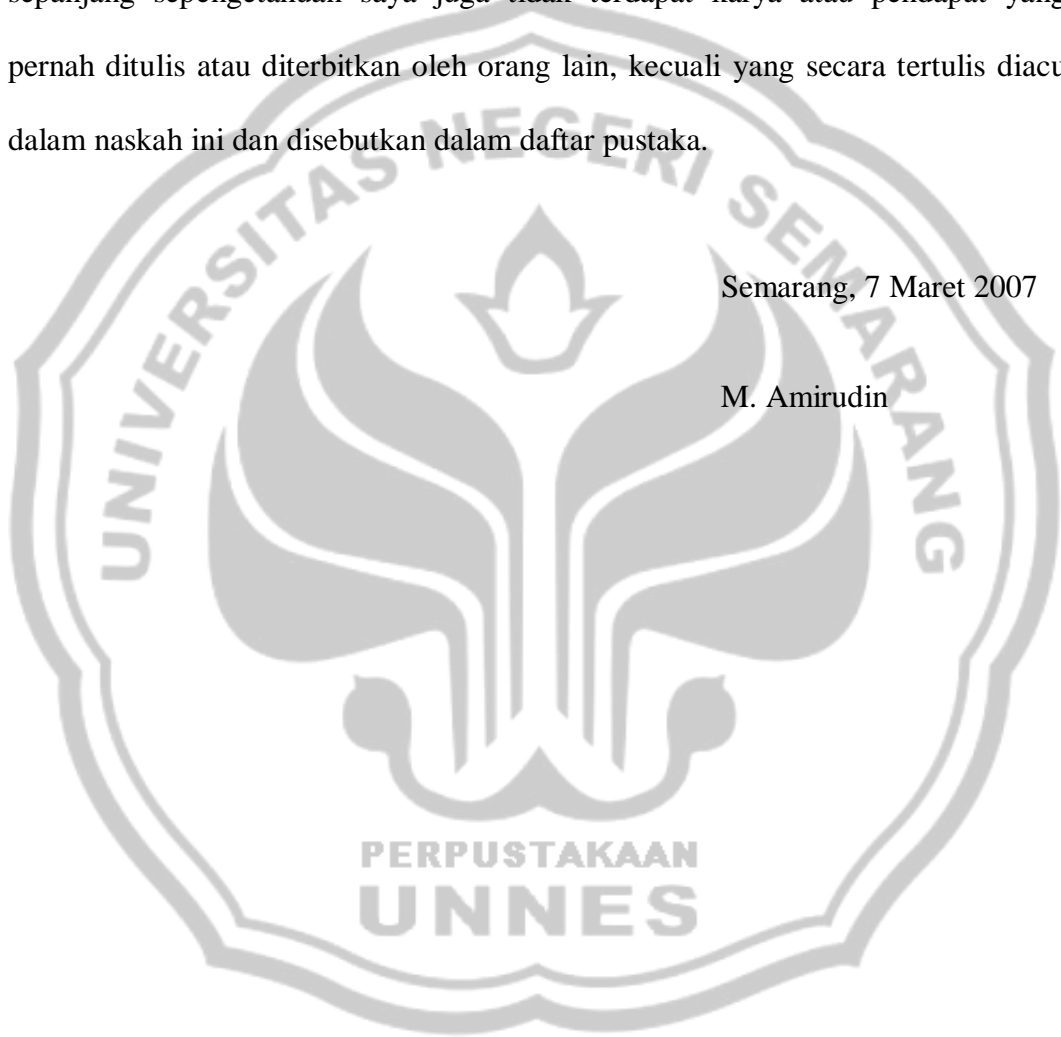 sepanjang sepengetahuan saya juga tidak terdapat karya atau pendapat yang
pernah ditulis atau diterbitkan oleh orang lain, kecuali yang secara tertulis diacu
dalam naskah ini dan disebutkan dalam daftar pustaka.
UNIVERSITAS NEGERI SEMARANG
Semarang, 7 Maret 2007
M. Amirudin
PERPUSTAKAAN
UNNES